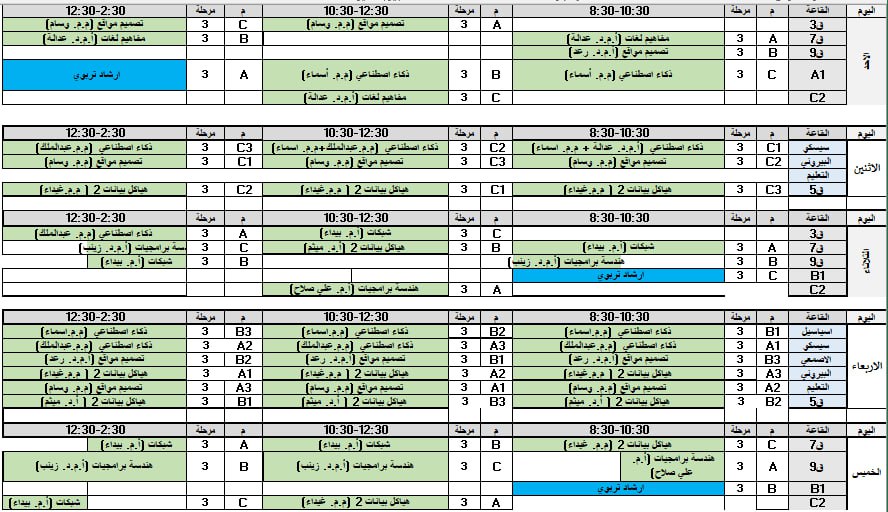 اليوم القاعة م مرحلة 8:30-10:30 م مرحلة 10:30-12:30 م مرحلة 12:30-2:30
الاحد
ق3 A 3 تصميم مواقع (م.م. وسام) C 3 تصميم مواقع (م.م. وسام)
ق7 A 3 مفاهيم لغات (أ.م.د. عدالة) B 3 مفاهيم لغات (أ.م.د. عدالة)
ق9 B 3 تصميم مواقع (أ.م.د. رعد)
A1 C 3 ذكاء اصطناعي (م.م. أسماء) B 3 ذكاء اصطناعي (م.م. أسماء) A 3 ارشاد تربوي
C2 C 3 مفاهيم لغات (أ.م.د. عدالة)
اليوم القاعة م مرحلة 8:30-10:30 م مرحلة 10:30-12:30 م مرحلة 12:30-2:30
الاثنين
سيسكو C1 3 ذكاء اصطناعي (أ.م.د. عدالة + م.م. اسماء) C2 3 ذكاء اصطناعي (م.م.عبدالملك+م.م. اسماء) C3 3 ذكاء اصطناعي (م.م.عبدالملك)
البيروني C2 3 تصميم مواقع (م.م. وسام) C3 3 تصميم مواقع (م.م. وسام) C1 3 تصميم مواقع (م.م. وسام)
التعليم
ق5 C3 3 هياكل بيانات 2 ( م.م.غيداء) C1 3 هياكل بيانات 2 ( م.م.غيداء) C2 3 هياكل بيانات 2 ( م.م.غيداء)
اليوم القاعة م مرحلة 8:30-10:30 م مرحلة 10:30-12:30 م مرحلة 12:30-2:30
الثلاثاء
ق3 C 3 شبكات (أ.م. بيداء) A 3 ذكاء اصطناعي (م.م. عبدالملك)
ق7 A 3 شبكات (أ.م. بيداء) B 3 هياكل بيانات 2 (أ.د. ميثم) C 3 دسة برامجيات (أ.م.د. زينب)
ق9 B 3 هندسة برامجيات (أ.م.د. زينب) B 3 شبكات (أ.م. بيداء)
B1 C 3 ارشاد تربوي
C2 A 3 هندسة برامجيات (أ.م. علي صلاح)
اليوم القاعة م مرحلة 8:30-10:30 م مرحلة 10:30-12:30 م مرحلة 12:30-2:30
الاربعاء
اسياسيل B1 3 ذكاء اصطناعي (م.م.اسماء) B2 3 ذكاء اصطناعي (م.م.اسماء) B3 3 ذكاء اصطناعي (م.م.اسماء)
سيسكو A1 3 ذكاء اصطناعي (م.م.عبدالملك) A3 3 ذكاء اصطناعي (م.م.عبدالملك) A2 3 ذكاء اصطناعي (م.م.عبدالملك)
الاصمعي B3 3 تصميم مواقع (أ.م.د. رعد) B1 3 تصميم مواقع (أ.م.د. رعد) B2 3 تصميم مواقع (أ.م.د. رعد)
البيروني A3 3 هياكل بيانات 2 ( م.م.غيداء) A2 3 هياكل بيانات 2 ( م.م.غيداء) A1 3 هياكل بيانات 2 ( م.م.غيداء)
التعليم A2 3 تصميم مواقع (م.م. وسام) A1 3 تصميم مواقع (م.م. وسام) A3 3 تصميم مواقع (م.م. وسام)
ق5 B2 3 هياكل بيانات 2 ( أ.د. ميثم) B3 3 هياكل بيانات 2 ( أ.د. ميثم) B1 3 هياكل بيانات 2 ( أ.د. ميثم)
اليوم القاعة م مرحلة 8:30-10:30 م مرحلة 10:30-12:30 م مرحلة 12:30-2:30
الخميس
ق7 C 3 هياكل بيانات 2 (م.م. غيداء) B 3 شبكات (أ.م. بيداء) A 3 شبكات (أ.م. بيداء)
ق9 A 3 هندسة برامجيات (أ.م. علي صلاح) C 3 هندسة برامجيات (أ.م.د. زينب) B 3 هندسة برامجيات (أ.م.د. زينب)
B1 B 3 ارشاد تربوي
C2 A 3 هياكل بيانات 2 (م.م. غيداء) C 3 شبكات (أ.م. بيداء)